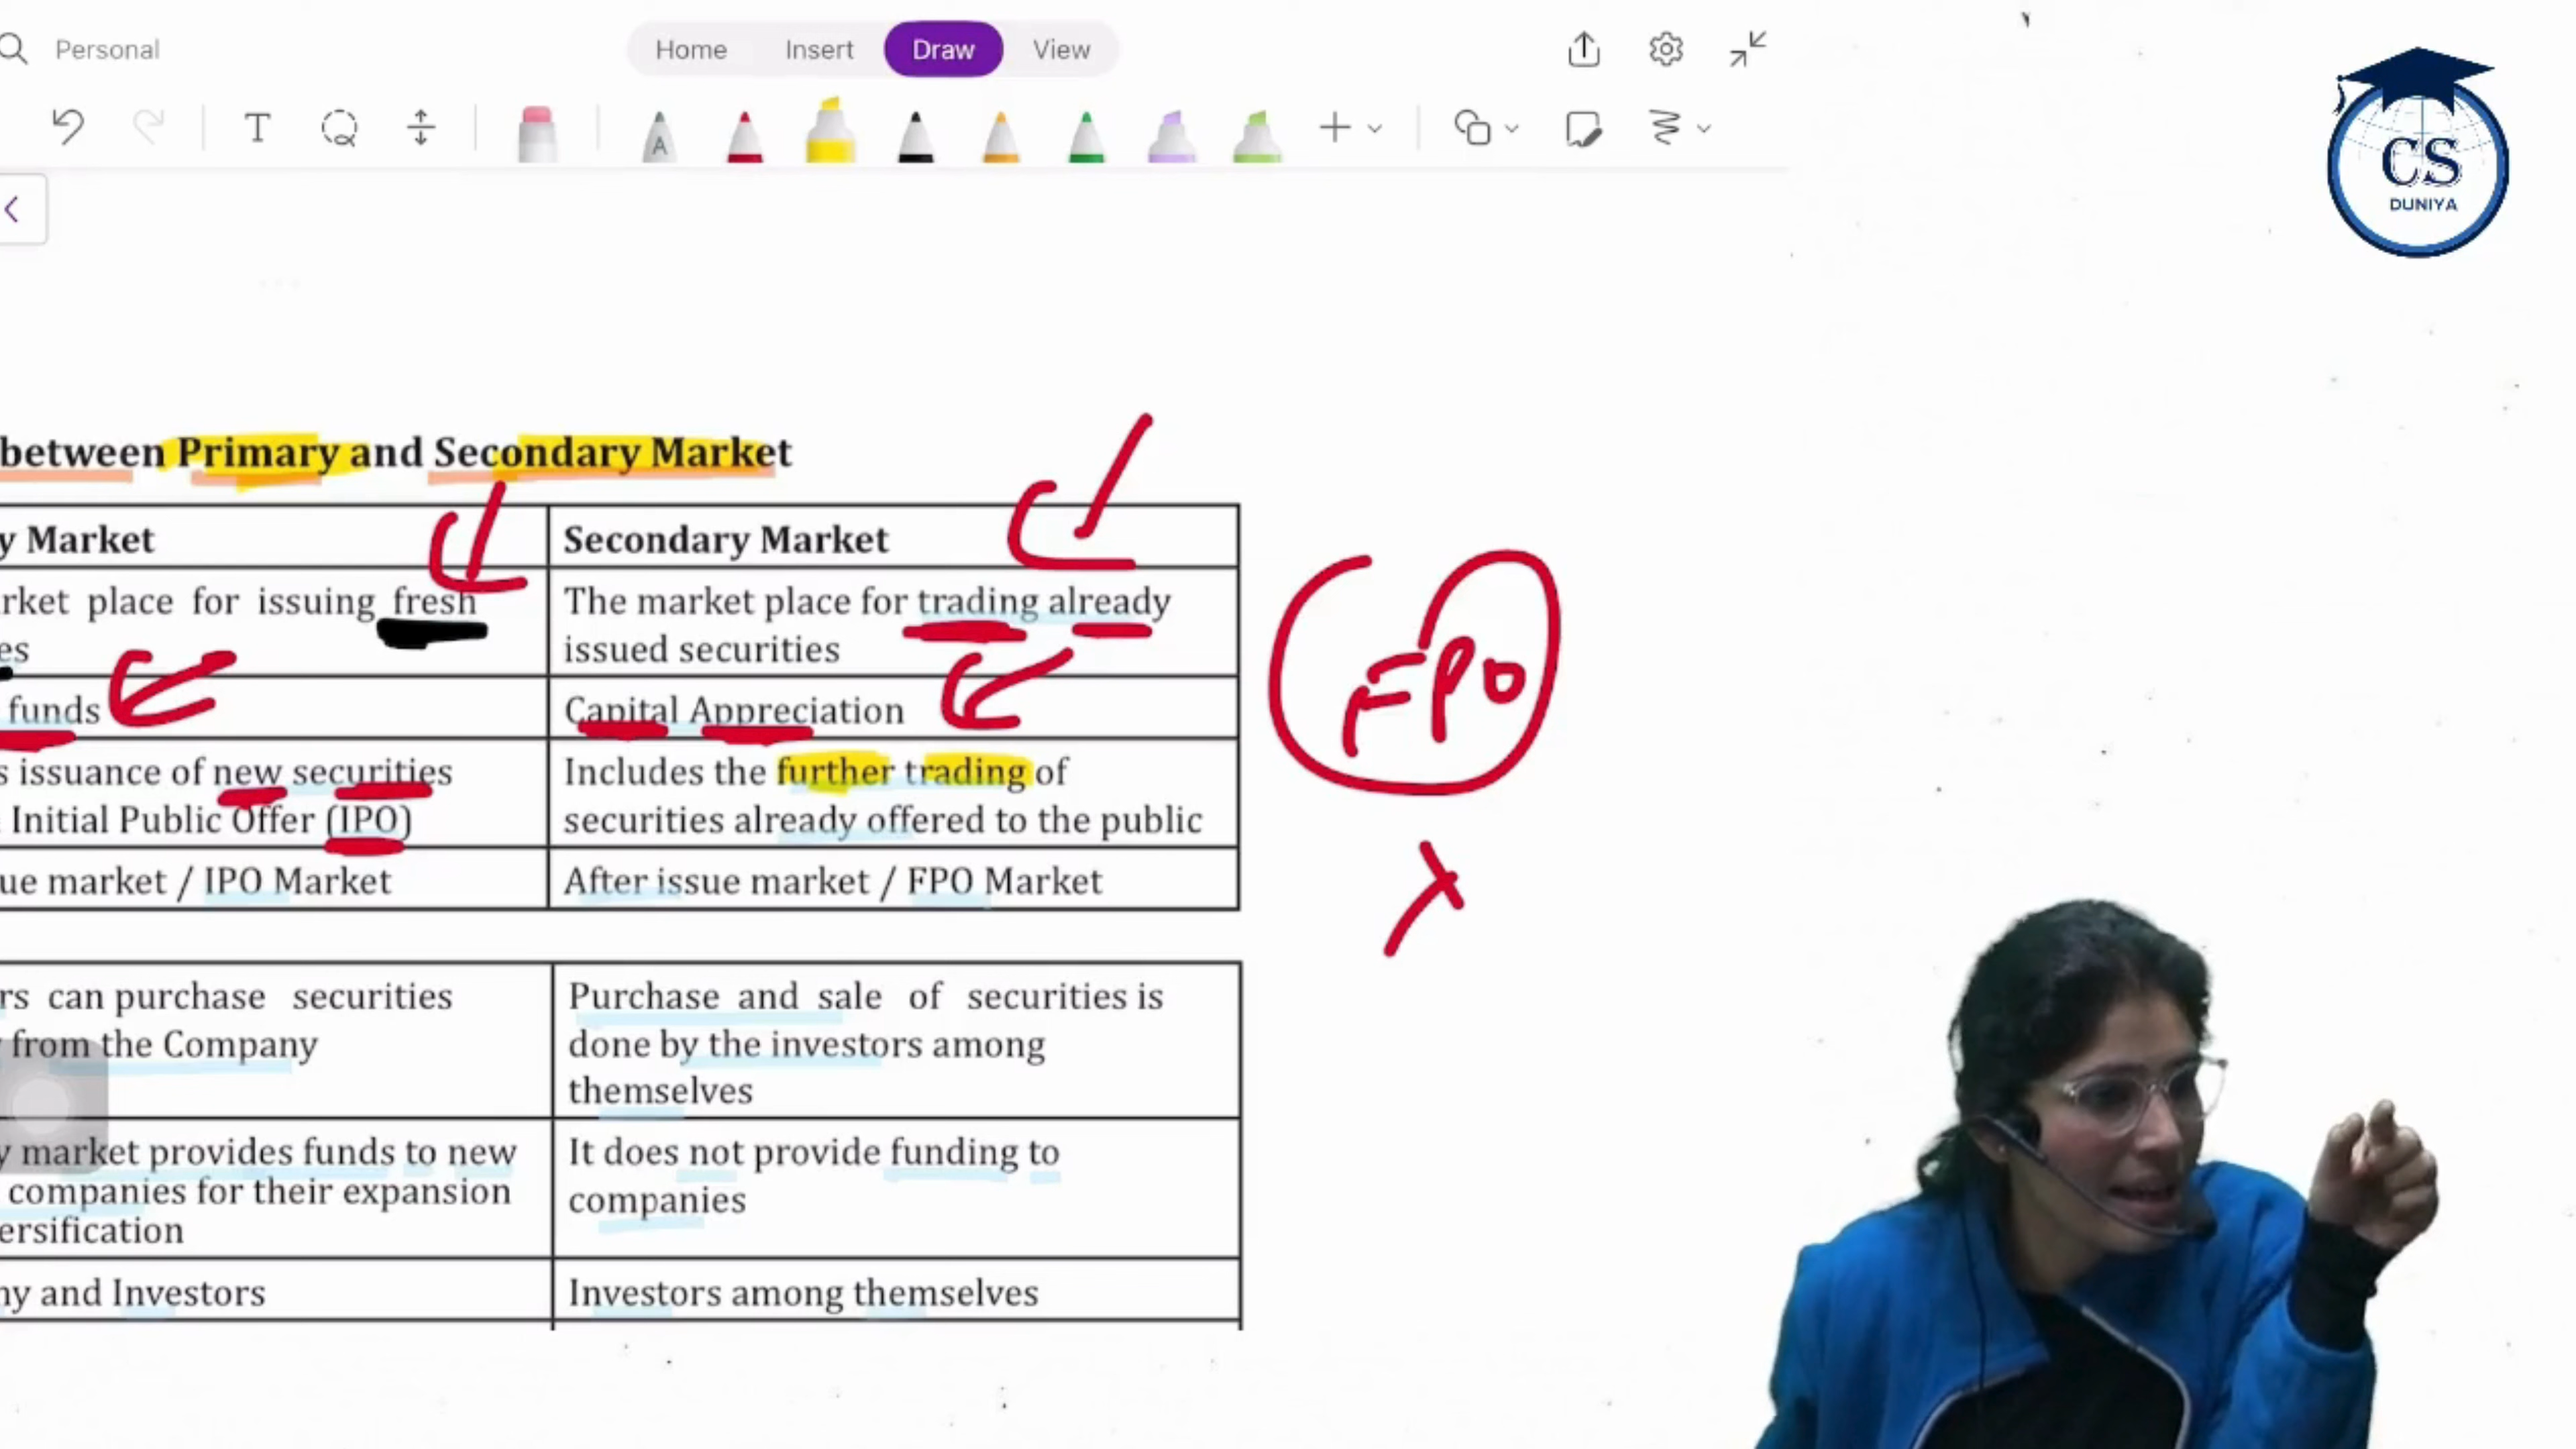 Personal
Home Insert Draw View
T
A
CS
DUNIYA
between Primary and Secondary Market
y Market
Secondary Market
rket place for issuing fresh
es
The market place for trading already
issued securities
funds
Capital Appreciation
s issuance of new securities
Initial Public Offer (IPO)
Includes the further trading of
securities already offered to the public
ue market / IPO Market
After issue market / FPO Market
FPO
rs can purchase securities
from the Company
Purchase and sale of securities is
done by the investors among
themselves
y market provides funds to new
companies for their expansion
ersification
It does not provide funding to
companies
ny and Investors
Investors among themselves